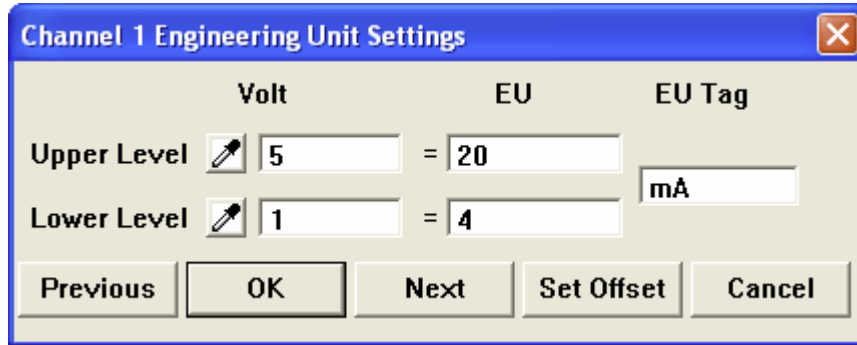 Channel 1 Engineering Unit Settings
Volt EU EU Tag
Upper Level 5 = 20
mA
Lower Level 1 = 4
Previous OK Next Set Offset Cancel